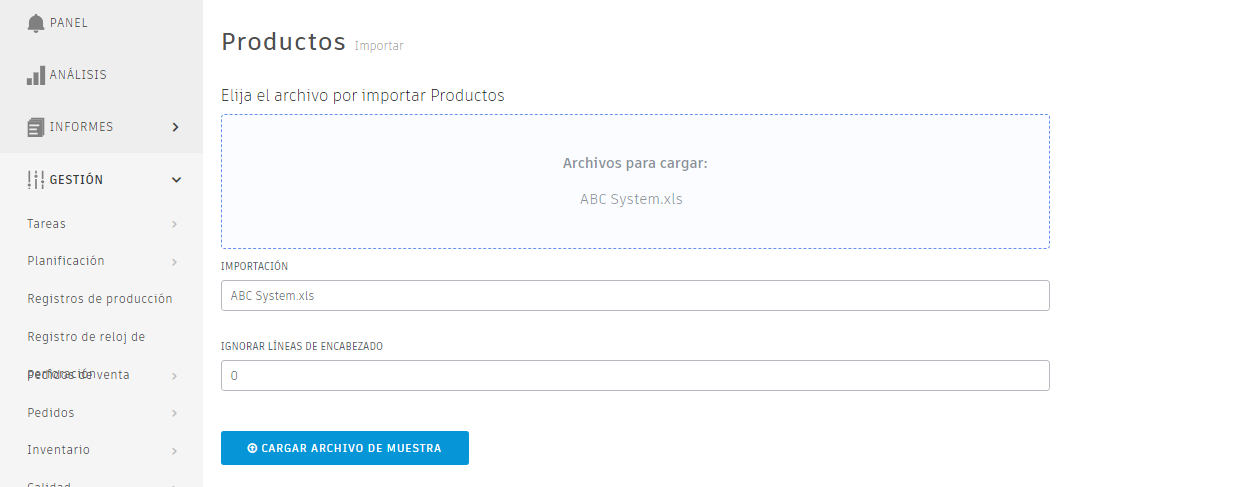 PANEL
ANÁLISIS
INFORMES
GESTIÓN
Tareas
Planificación
Registros de producción
Registro de reloj de
perforación
Pedidos de venta
Pedidos
Inventario
Calidad
Productos Importar
Elija el archivo por importar Productos
Archivos para cargar:
ABC System.xls
IMPORTACIÓN
ABC System.xls
IGNORAR LÍNEAS DE ENCABEZADO
0
CARGAR ARCHIVO DE MUESTRA